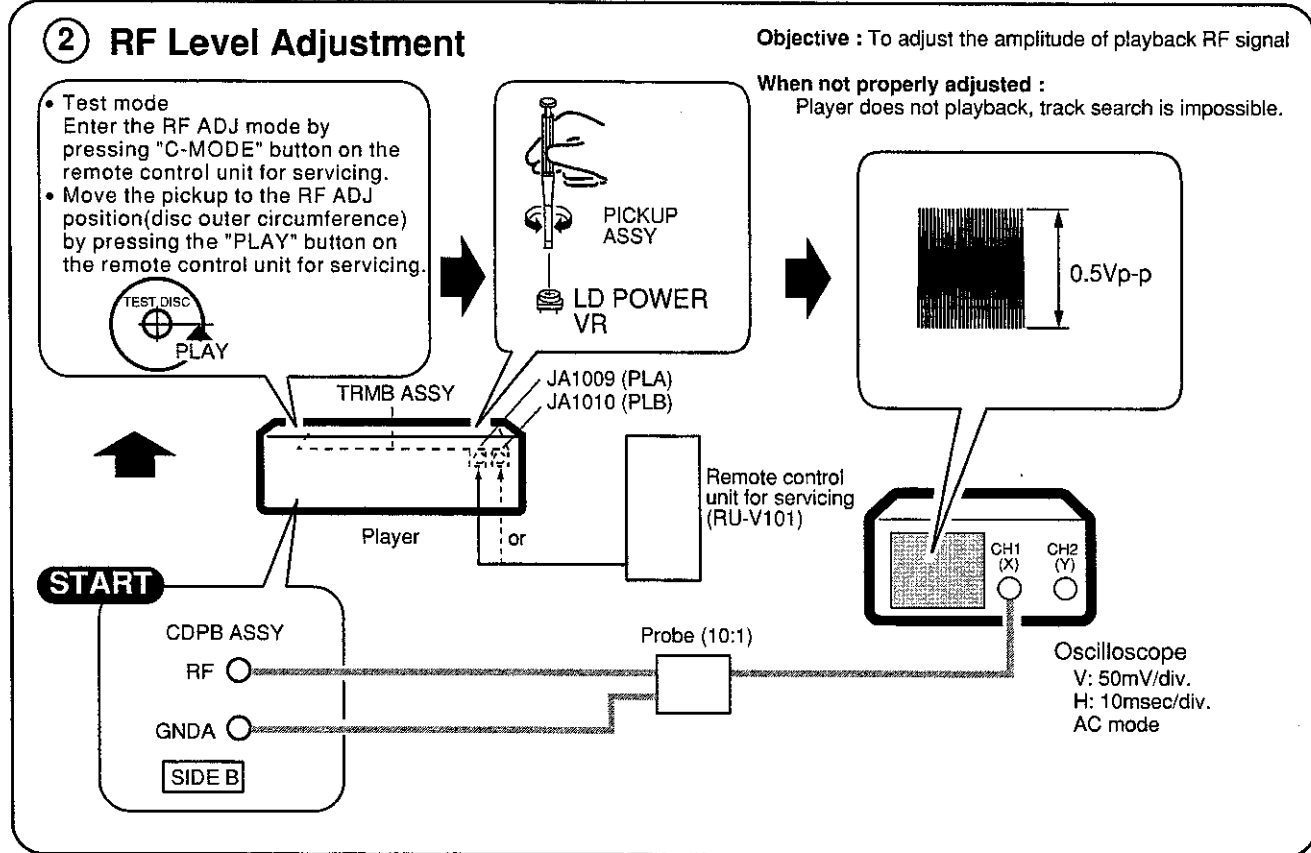 2 RF Level Adjustment
Objective : To adjust the amplitude of playback RF signal
When not properly adjusted :
Player does not playback, track search is impossible.
• Test mode
Enter the RF ADJ mode by
pressing "C-MODE" button on the
remote control unit for servicing.
• Move the pickup to the RF ADJ
position(disc outer circumference)
by pressing the "PLAY" button on
the remote control unit for servicing.
TEST DISC
PLAY
PICKUP
ASSY
LD POWER
VR
0.5Vp-p
TRMB ASSY
JA1009 (PLA)
JA1010 (PLB)
Player
or
Remote control
unit for servicing
(RU-V101)
CH1
(X)
CH2
(Y)
START
CDPB ASSY
RF
GNDA
SIDE B
Probe (10:1)
Oscilloscope
V: 50mV/div.
H: 10msec/div.
AC mode